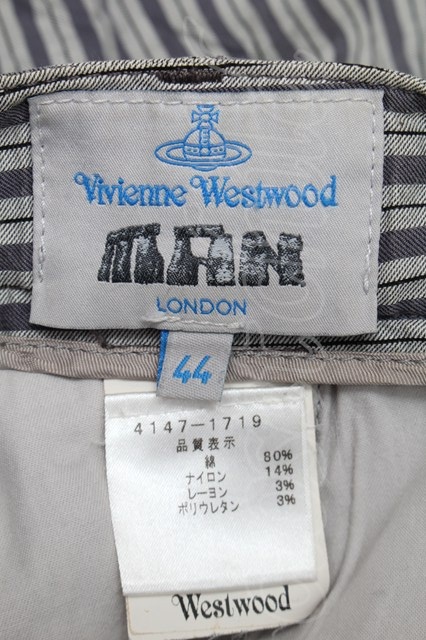 Vivienne Westwood
MAN
LONDON
44
4147-1719
品質表示
綿 80%
ナイロン 14%
レーヨン 3%
ポリウレタン 3%
Westwood